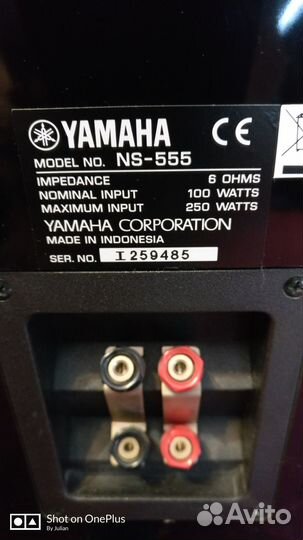 YAMAHA CE
MODEL NO. NS-555
IMPEDANCE 6 OHMS
NOMINAL INPUT 100 WATTS
MAXIMUM INPUT 250 WATTS
YAMAHA CORPORATION
MADE IN INDONESIA
SER. NO. I 259485
Shot on OnePlus
By Julian
Avito